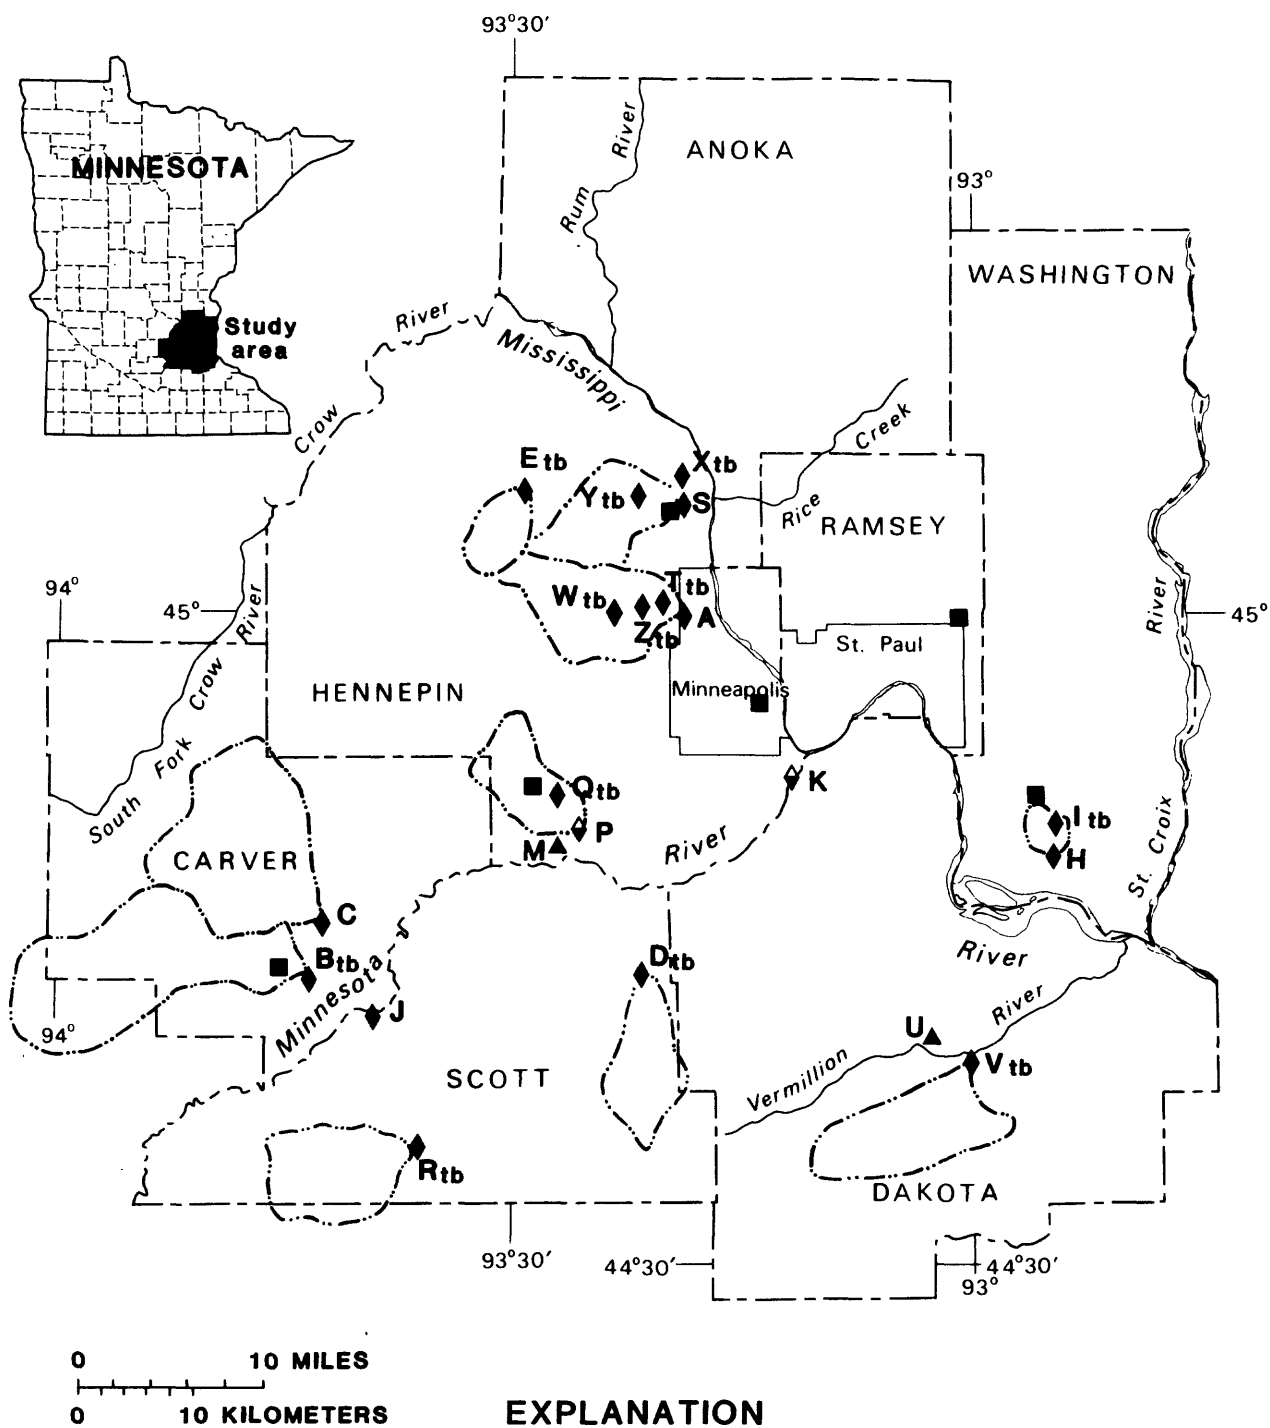 93°30′
River
ANOKA
MINNESOTA
93°
Rum
WASHINGTON
River
Study
area
Mississippi
Crow
Creek
E tb
X tb
Y tb
S
Rice
RAMSEY
94°
45°
River
W tb
T tb
A
Z tb
River
45°
St. Paul
Crow
HENNEPIN
Minneapolis
Fork
South
Q tb
K
P
M
River
I tb
H
St. Croix
CARVER
C
B tb
D tb
River
Minnesota
J
94°
River
U
SCOTT
Vermillion
V tb
R tb
DAKOTA
93°30′
44°30′
44°30′
93°
0 10 MILES
0 10 KILOMETERS
EXPLANATION